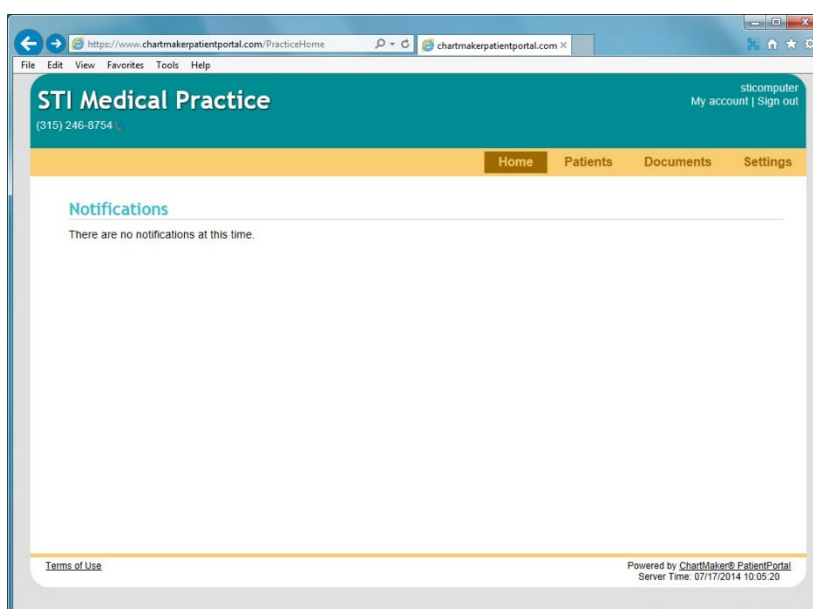 https://www.chartmakerpatientportal.com/PracticeHome
chartmakerpatientportal.com
File Edit View Favorites Tools Help
STI Medical Practice
(315) 246-8754
sticomputer
My account | Sign out
Home Patients Documents Settings
Notifications
There are no notifications at this time.
Terms of Use
Powered by ChartMaker® PatientPortal
Server Time: 07/17/2014 10:05:20